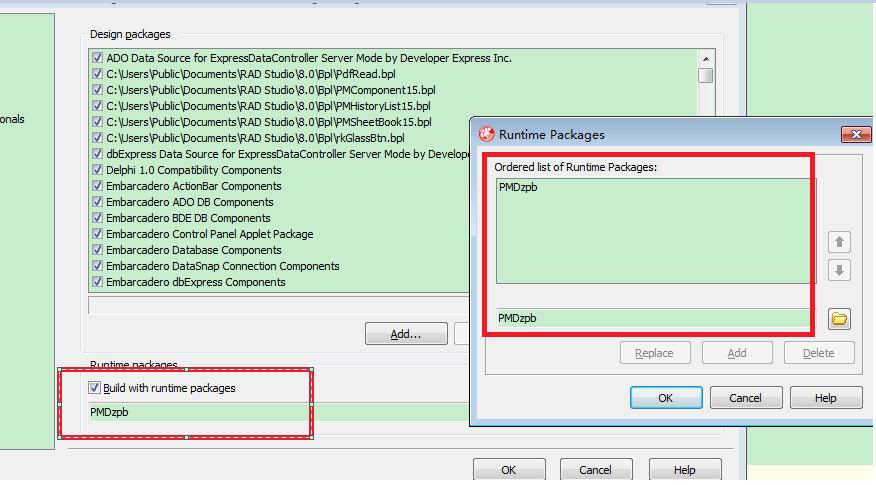 onals
Design packages
ADO Data Source for ExpressDataController Server Mode by Developer Express Inc.
C:\Users\Public\Documents\RAD Studio\8.0\Bpl\PdfRead.bpl
C:\Users\Public\Documents\RAD Studio\8.0\Bpl\PMComponent15.bpl
C:\Users\Public\Documents\RAD Studio\8.0\Bpl\PMHistoryList15.bpl
C:\Users\Public\Documents\RAD Studio\8.0\Bpl\PMSheetBook15.bpl
C:\Users\Public\Documents\RAD Studio\8.0\Bpl\rkGlassBtn.bpl
dbExpress Data Source for ExpressDataController Server Mode by Develope
Delphi 1.0 Compatibility Components
Embarcadero ActionBar Components
Embarcadero ADO DB Components
Embarcadero BDE DB Components
Embarcadero Control Panel Applet Package
Embarcadero Database Components
Embarcadero DataSnap Connection Components
Embarcadero dbExpress Components
Add...
Runtime packages
Build with runtime packages
PMDzpb
OK Cancel Help
Runtime Packages
Ordered list of Runtime Packages:
PMDzpb
PMDzpb
Replace Add Delete
OK Cancel Help